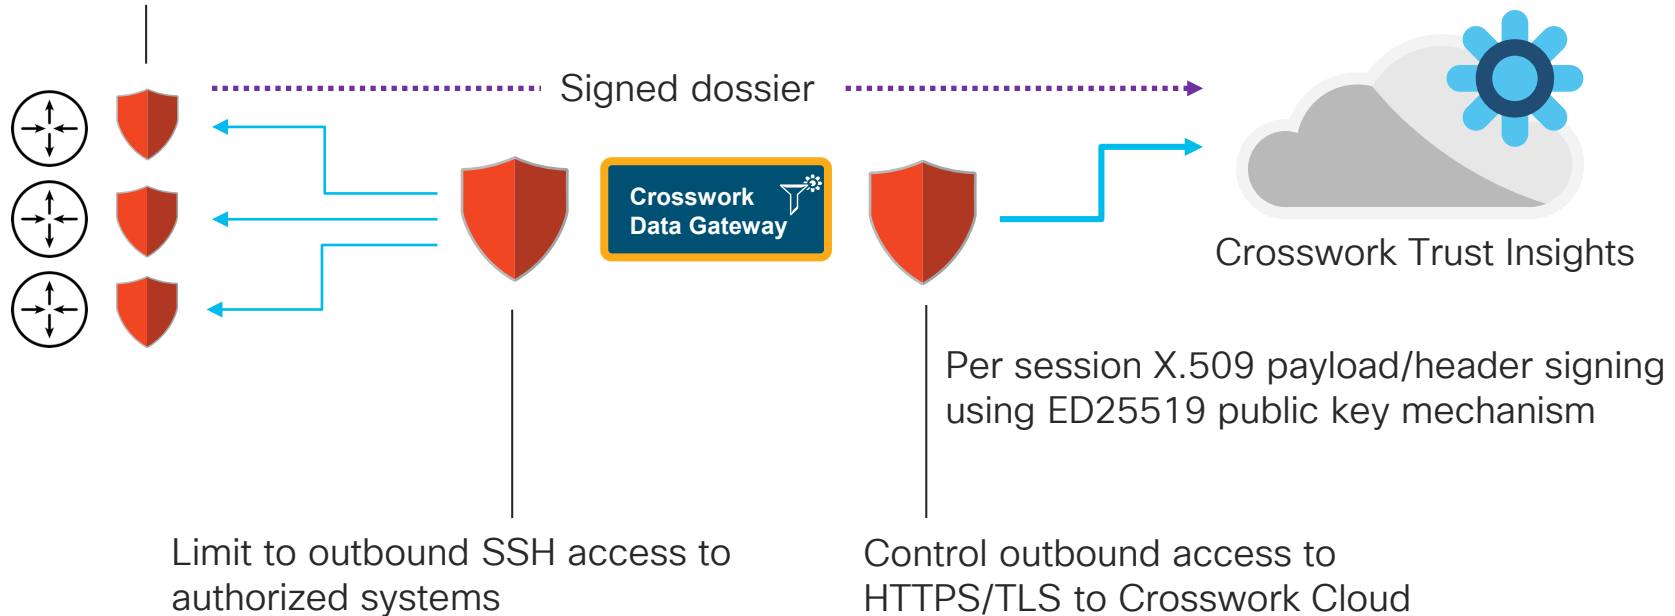 Signed dossier
Crosswork
Data Gateway
Crosswork Trust Insights
Per session X.509 payload/header signing
using ED25519 public key mechanism
Limit to outbound SSH access to
authorized systems
Control outbound access to
HTTPS/TLS to Crosswork Cloud